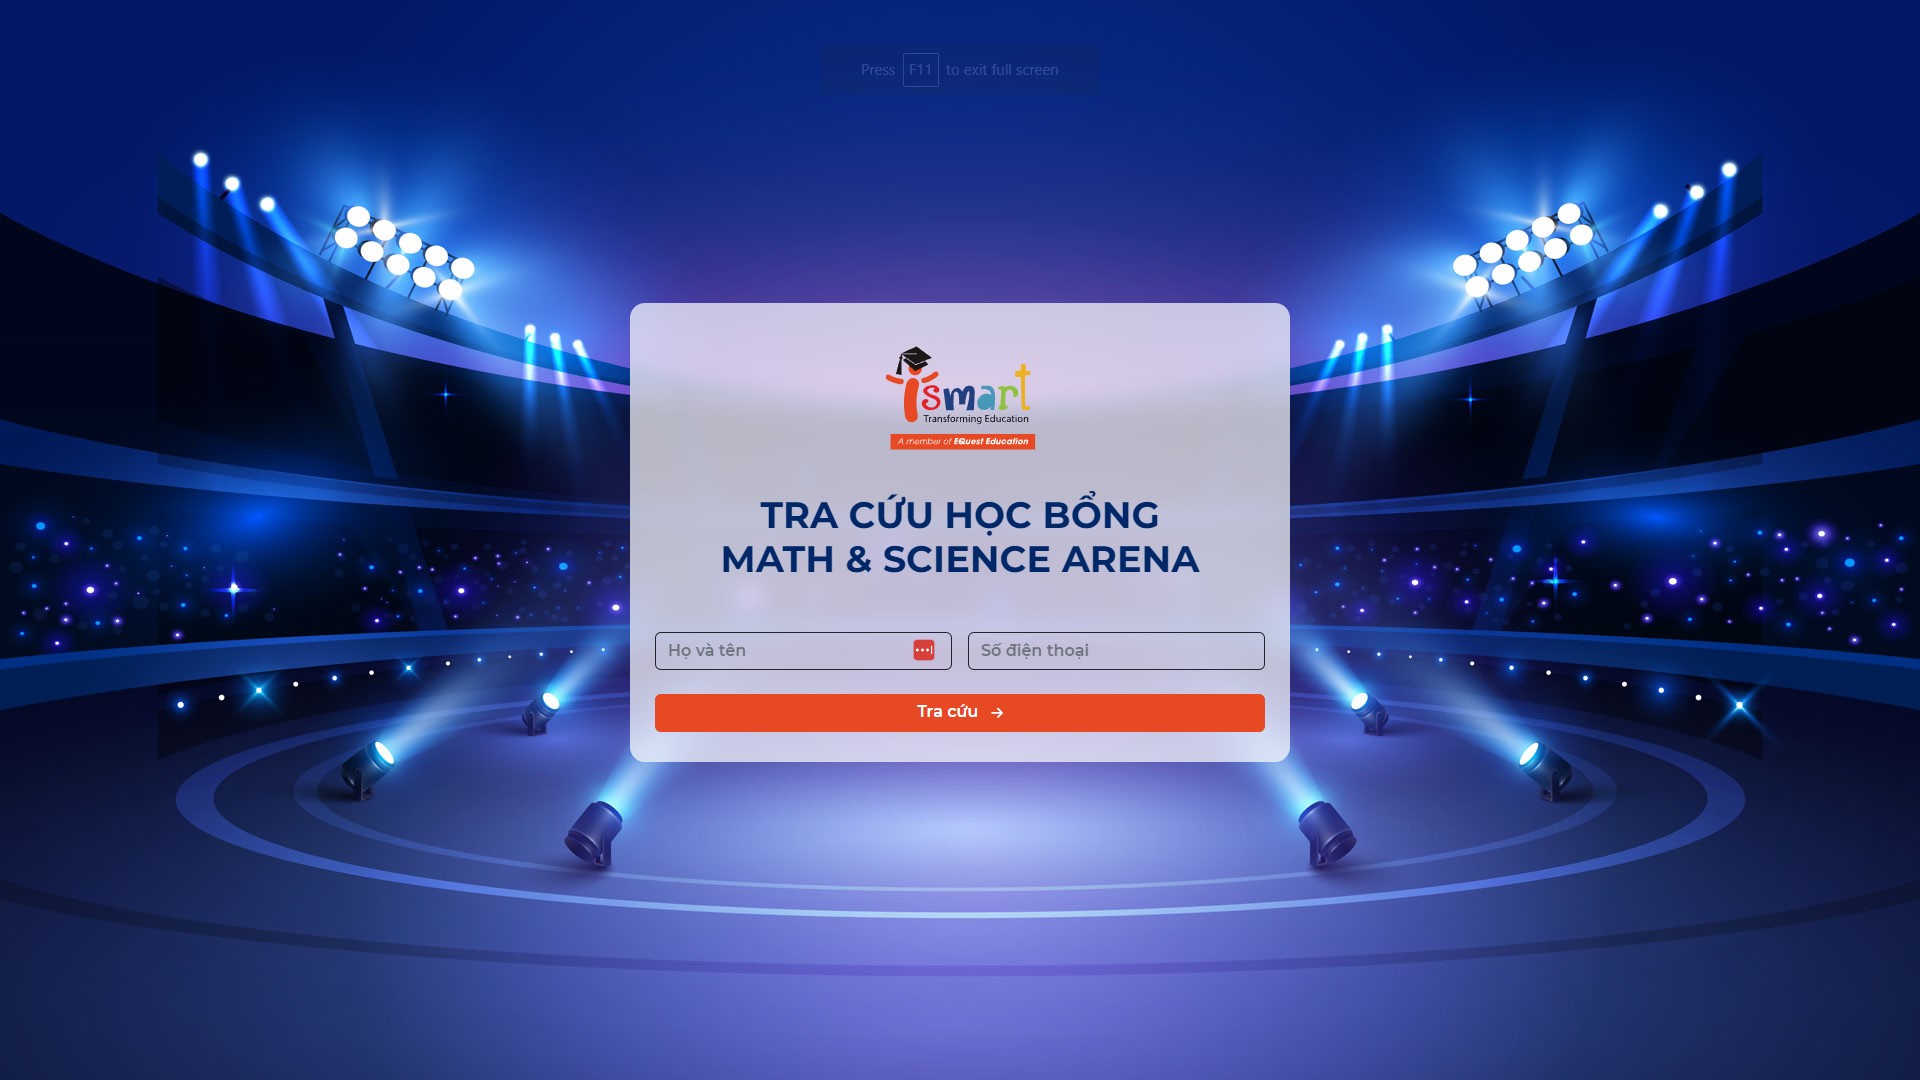 Press F11 to exit full screen
ismart
Transforming Education
A member of EQuest Education
TRA CỨU HỌC BỔNG
MATH & SCIENCE ARENA
Họ và tên
Số điện thoại
Tra cứu →